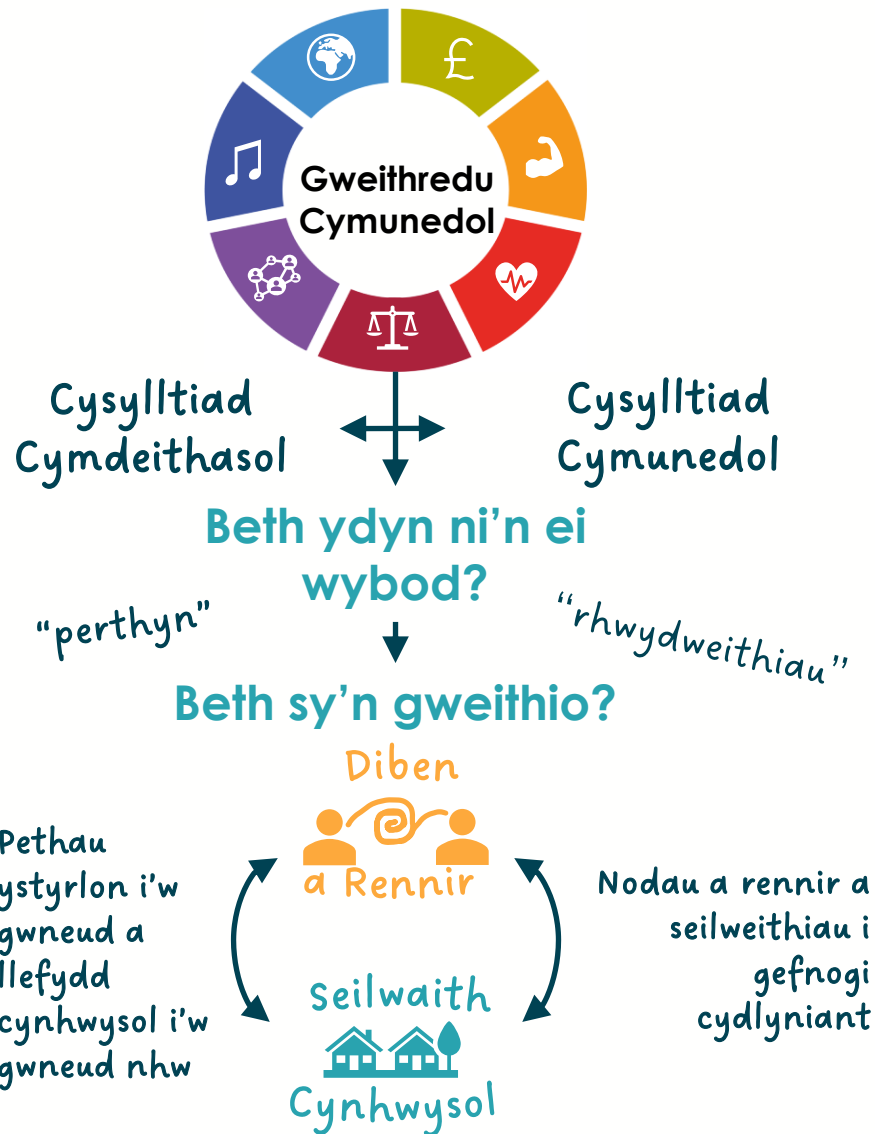 £
Gweithredu
Cymunedol
Cysylltiad
Cymdeithasol
Cysylltiad
Cymunedol
Beth ydyn ni'n ei
wybod?
“perthyn”
“rhwydweithiau”
Beth sy'n gweithio?
Diben
a Rennir
Pethau
ystyrlon i'w
gwneud a
llefydd
cynhwysol i'w
gwneud nhw
Nodau a rennir a
seilweithiau i
gefnogi
cydlyniant
Seilwaith
Cynhwysol